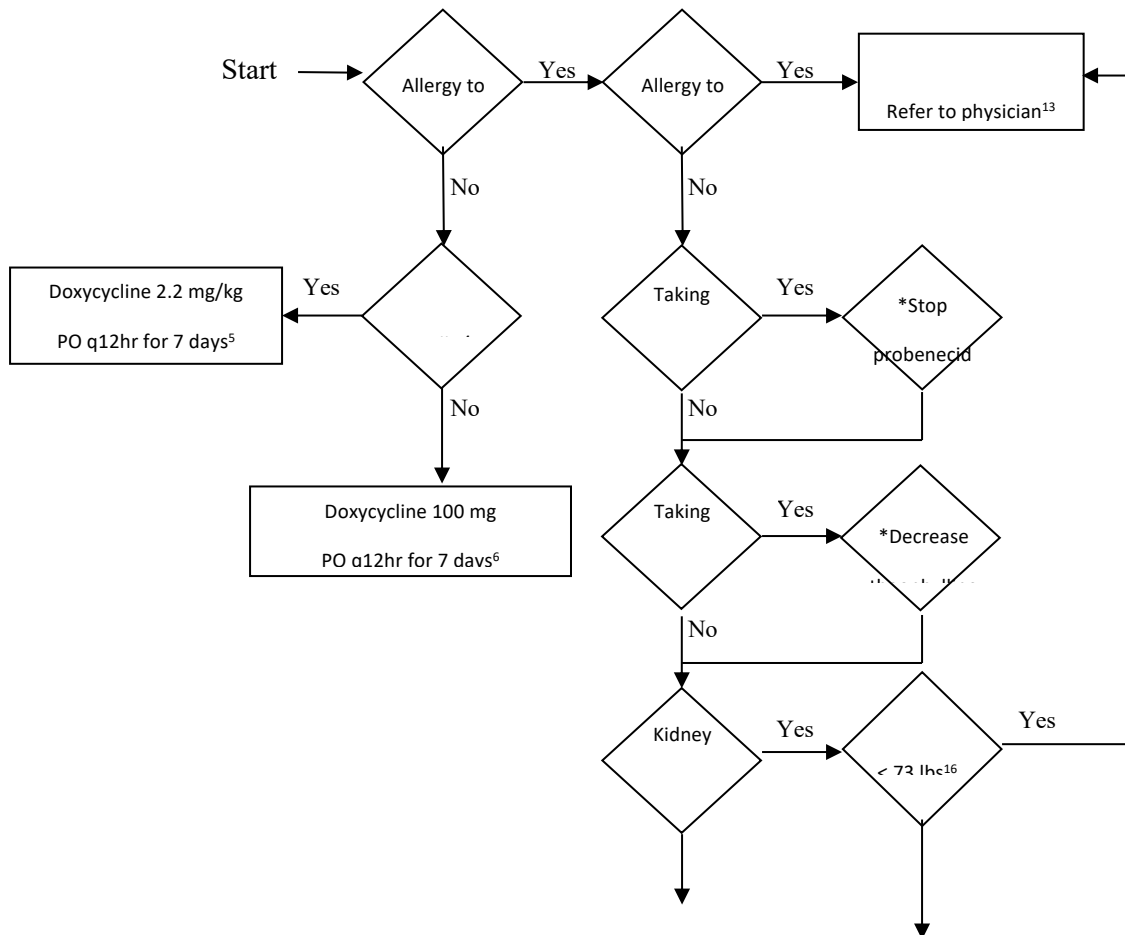 Start
Allergy to
Yes
Allergy to
Yes
Refer to physician¹³
No
No
Doxycycline 2.2 mg/kg
PO q12hr for 7 days⁵
Yes
Taking
Yes
*Stop
probenecid
No
No
Doxycycline 100 mg
PO q12hr for 7 days⁶
Taking
Yes
*Decrease
No
Kidney
Yes
< 73 lbs¹⁶
Yes